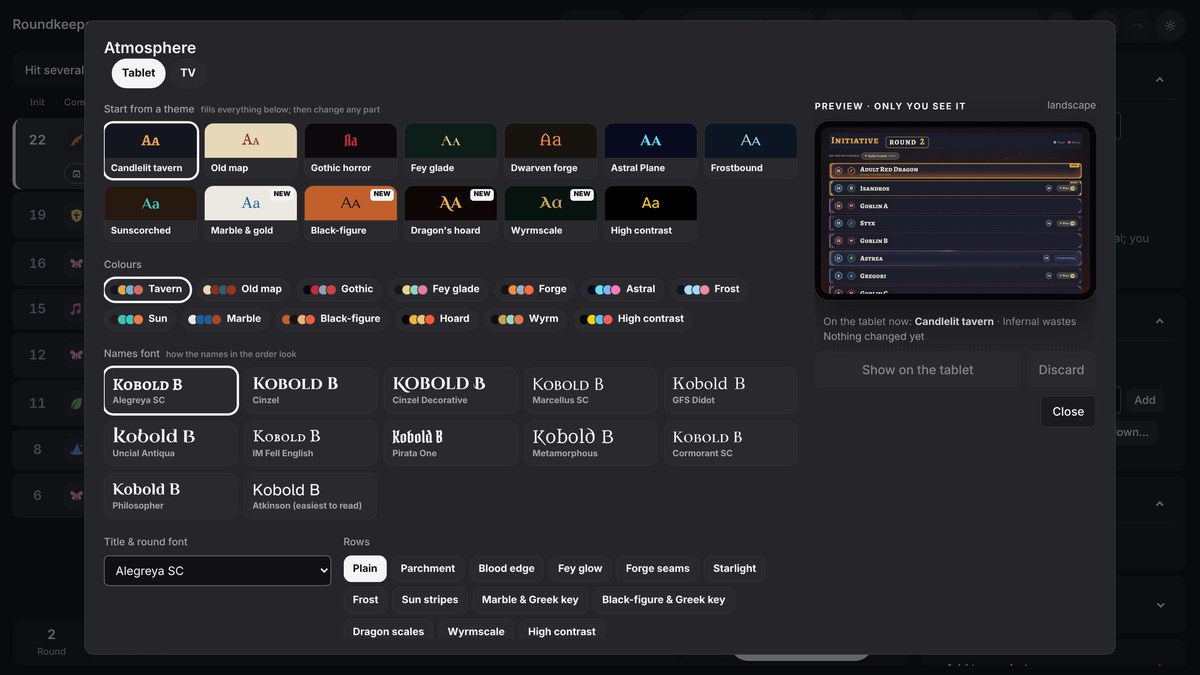 Roundkeep
Hit several
Init Com
22
19
16
15
12
11
8
6
2
Round
Atmosphere
Tablet TV
Start from a theme fills everything below; then change any part
Aa Aa Aa Aa Aa Aa Aa
Candlelit tavern Old map Gothic horror Fey glade Dwarven forge Astral Plane Frostbound
Aa Aa NEW Aa NEW Aa NEW Aa NEW Aa
Sunscorched Marble & gold Black-figure Dragon's hoard Wyrmscale High contrast
Colours
Tavern Old map Gothic Fey glade Forge Astral Frost
Sun Marble Black-figure Hoard Wyrm High contrast
Names font how the names in the order look
Kobold B Kobold B Kobold B Kobold B Kobold B
Alegreya SC Cinzel Cinzel Decorative Marcellus SC GFS Didot
Kobold B Kobold B Kobold B Kobold B Kobold B
Uncial Antiqua IM Fell English Pirata One Metamorphous Cormorant SC
Kobold B Kobold B
Philosopher Atkinson (easiest to read)
Title & round font
Alegreya SC
Rows
Plain Parchment Blood edge Fey glow Forge seams Starlight
Frost Sun stripes Marble & Greek key Black-figure & Greek key
Dragon scales Wyrmscale High contrast
PREVIEW · ONLY YOU SEE IT landscape
Initiative ROUND 2
Adult Red Dragon
Isandros
Goblin A
Styx
Goblin B
Astrea
Gregori
Goblin C
On the tablet now: Candlelit tavern · Infernal wastes
Nothing changed yet
Show on the tablet Discard
Close
al; you
Add
own...